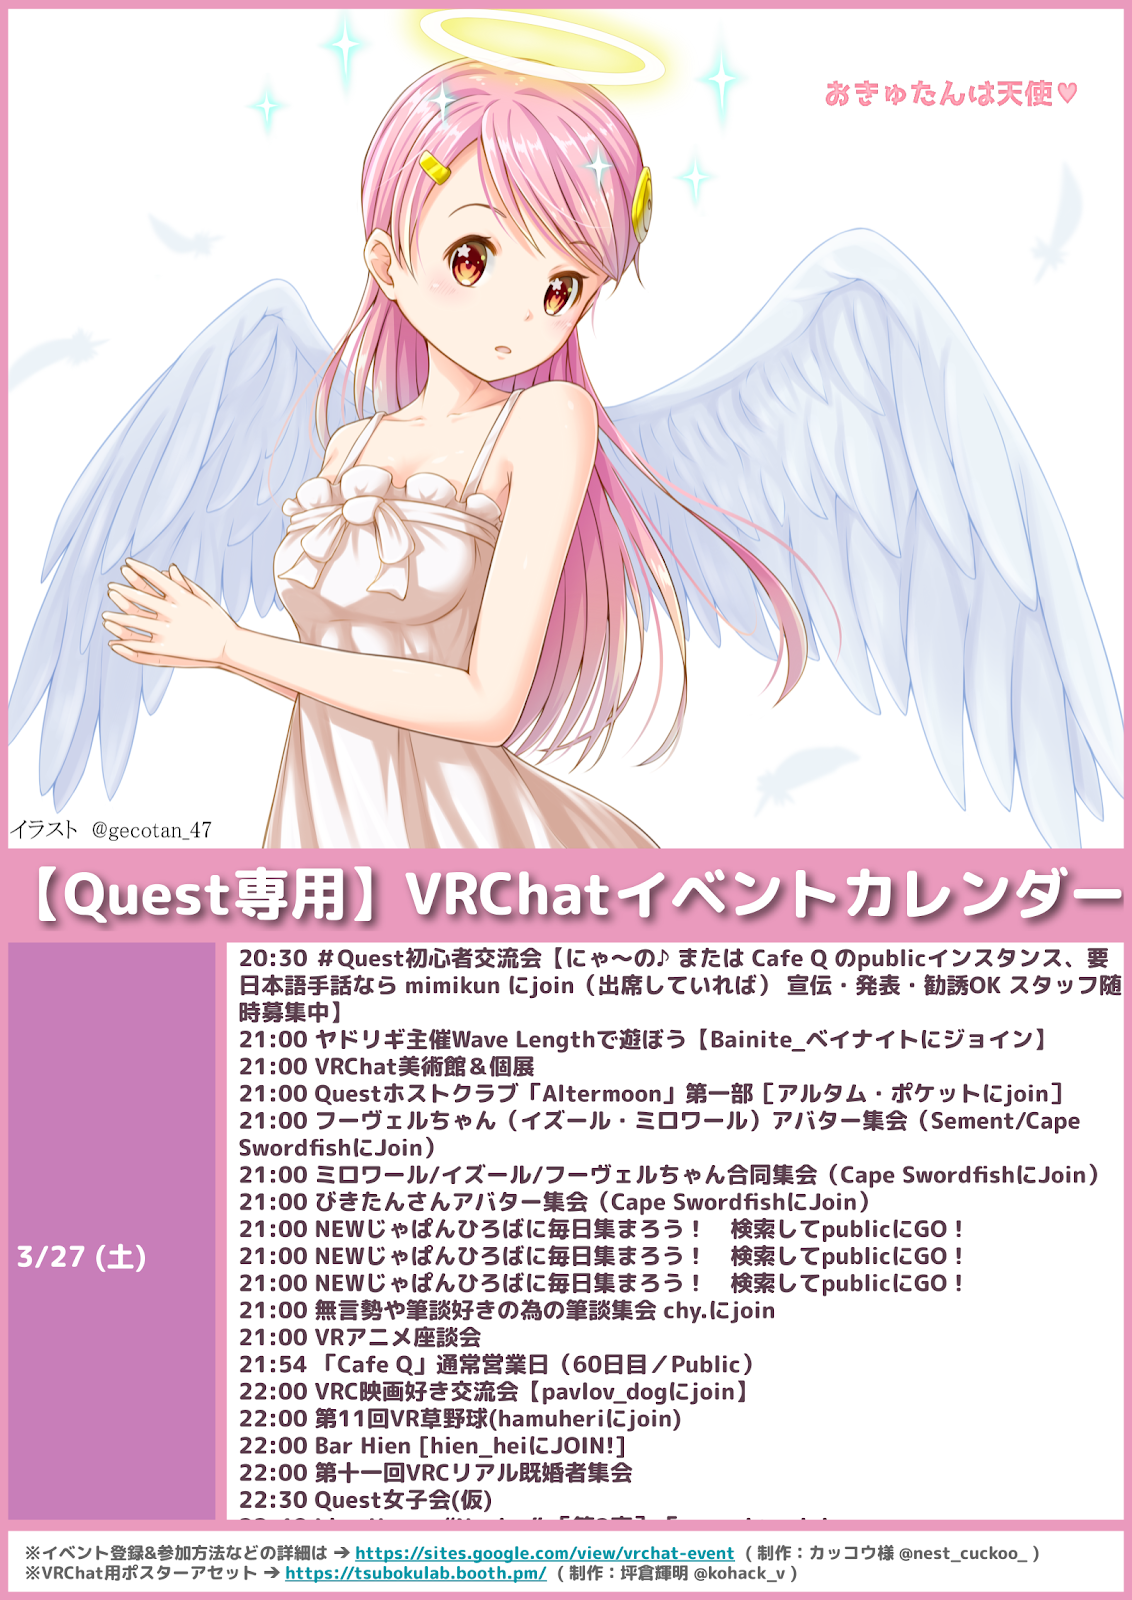 おきゅたんは天使♥
イラスト @gecotan_47
【Quest専用】VRChatイベントカレンダー
3/27 (土)
20:30 #Quest初心者交流会【にゃ〜の♪ または Cafe Q のpublicインスタンス、要
日本語手話なら mimikun にjoin（出席していれば） 宣伝・発表・勧誘OK スタッフ随
時募集中】
21:00 ヤドリギ主催Wave Lengthで遊ぼう【Bainite_ベイナイトにジョイン】
21:00 VRChat美術館＆個展
21:00 Questホストクラブ「AItermoon」第一部［アルタム・ポケットにjoin］
21:00 フーヴェルちゃん（イズール・ミロワール）アバター集会（Sement/Cape
SwordfishにJoin）
21:00 ミロワール/イズール/フーヴェルちゃん合同集会（Cape SwordfishにJoin）
21:00 びきたんさんアバター集会（Cape SwordfishにJoin）
21:00 NEWじゃぱんひろばに毎日集まろう！　検索してpublicにGO！
21:00 NEWじゃぱんひろばに毎日集まろう！　検索してpublicにGO！
21:00 NEWじゃぱんひろばに毎日集まろう！　検索してpublicにGO！
21:00 無言勢や筆談好きの為の筆談集会 chy.にjoin
21:00 VRアニメ座談会
21:54 「Cafe Q」通常営業日（60日目／Public）
22:00 VRC映画好き交流会【pavlov_dogにjoin】
22:00 第11回VR草野球(hamuheriにjoin)
22:00 Bar Hien [hien_heiにJOIN!]
22:00 第十一回VRCリアル既婚者集会
22:30 Quest女子会(仮)
※イベント登録&参加方法などの詳細は → https://sites.google.com/view/vrchat-event ( 制作：カッコウ様 @nest_cuckoo_ )
※VRChat用ポスターアセット → https://tsubokulab.booth.pm/ ( 制作：坪倉輝明 @kohack_v )